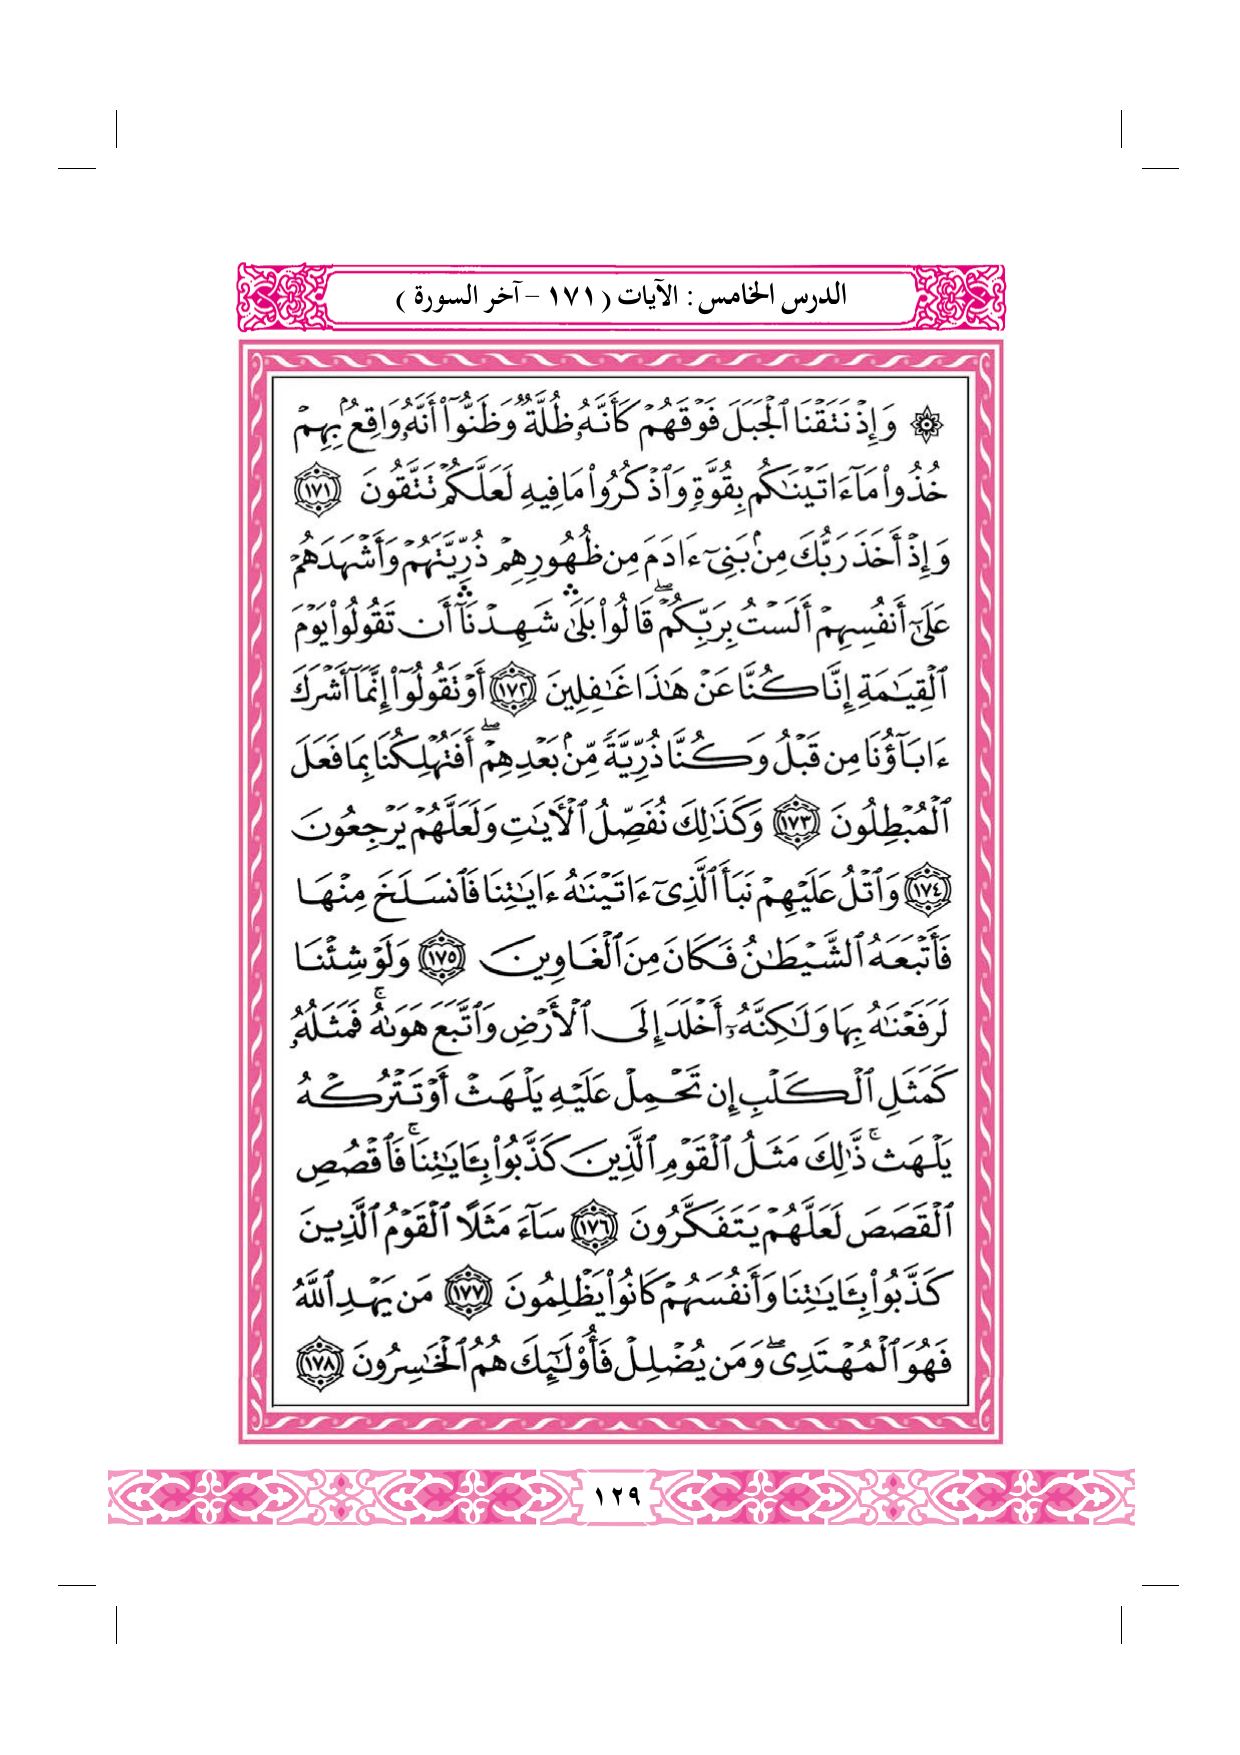 الدرس الخامس : الآيات ( ١٧١ - آخر السورة )
۞ وَإِذْ نَتَقْنَا ٱلْجَبَلَ فَوْقَهُمْ كَأَنَّهُۥ ظُلَّةٌ وَظَنُّوٓا۟ أَنَّهُۥ وَاقِعٌۢ بِهِمْ
خُذُوا۟ مَآ ءَاتَيْنَٰكُم بِقُوَّةٍ وَٱذْكُرُوا۟ مَا فِيهِ لَعَلَّكُمْ تَتَّقُونَ ١٧١
وَإِذْ أَخَذَ رَبُّكَ مِنۢ بَنِىٓ ءَادَمَ مِن ظُهُورِهِمْ ذُرِّيَّتَهُمْ وَأَشْهَدَهُمْ
عَلَىٰٓ أَنفُسِهِمْ أَلَسْتُ بِرَبِّكُمْ ۖ قَالُوا۟ بَلَىٰ ۛ شَهِدْنَآ ۛ أَن تَقُولُوا۟ يَوْمَ
ٱلْقِيَٰمَةِ إِنَّا كُنَّا عَنْ هَٰذَا غَٰفِلِينَ ١٧٢ أَوْ تَقُولُوٓا۟ إِنَّمَآ أَشْرَكَ
ءَابَآؤُنَا مِن قَبْلُ وَكُنَّا ذُرِّيَّةً مِّنۢ بَعْدِهِمْ ۖ أَفَتُهْلِكُنَا بِمَا فَعَلَ
ٱلْمُبْطِلُونَ ١٧٣ وَكَذَٰلِكَ نُفَصِّلُ ٱلْءَايَٰتِ وَلَعَلَّهُمْ يَرْجِعُونَ
١٧٤ وَٱتْلُ عَلَيْهِمْ نَبَأَ ٱلَّذِىٓ ءَاتَيْنَٰهُ ءَايَٰتِنَا فَٱنسَلَخَ مِنْهَا
فَأَتْبَعَهُ ٱلشَّيْطَٰنُ فَكَانَ مِنَ ٱلْغَاوِينَ ١٧٥ وَلَوْ شِئْنَا
لَرَفَعْنَٰهُ بِهَا وَلَٰكِنَّهُۥٓ أَخْلَدَ إِلَى ٱلْأَرْضِ وَٱتَّبَعَ هَوَىٰهُ ۚ فَمَثَلُهُۥ
كَمَثَلِ ٱلْكَلْبِ إِن تَحْمِلْ عَلَيْهِ يَلْهَثْ أَوْ تَتْرُكْهُ
يَلْهَث ۚ ذَّٰلِكَ مَثَلُ ٱلْقَوْمِ ٱلَّذِينَ كَذَّبُوا۟ بِـَٔايَٰتِنَا ۚ فَٱقْصُصِ
ٱلْقَصَصَ لَعَلَّهُمْ يَتَفَكَّرُونَ ١٧٦ سَآءَ مَثَلًا ٱلْقَوْمُ ٱلَّذِينَ
كَذَّبُوا۟ بِـَٔايَٰتِنَا وَأَنفُسَهُمْ كَانُوا۟ يَظْلِمُونَ ١٧٧ مَن يَهْدِ ٱللَّهُ
فَهُوَ ٱلْمُهْتَدِى ۖ وَمَن يُضْلِلْ فَأُو۟لَٰٓئِكَ هُمُ ٱلْخَٰسِرُونَ ١٧٨
١٢٩